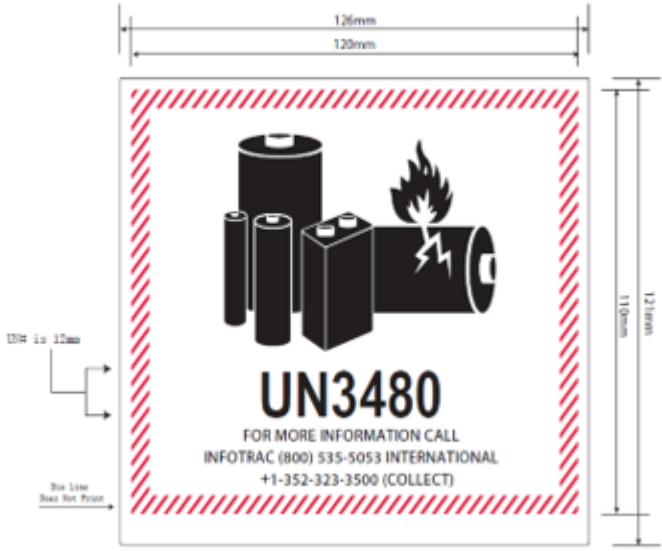 126mm
120mm
110mm
121mm
UN# is 12mm
UN3480
FOR MORE INFORMATION CALL
INFOTRAC (800) 535-5053 INTERNATIONAL
+1-352-323-3500 (COLLECT)
Die Line
Does Not Print